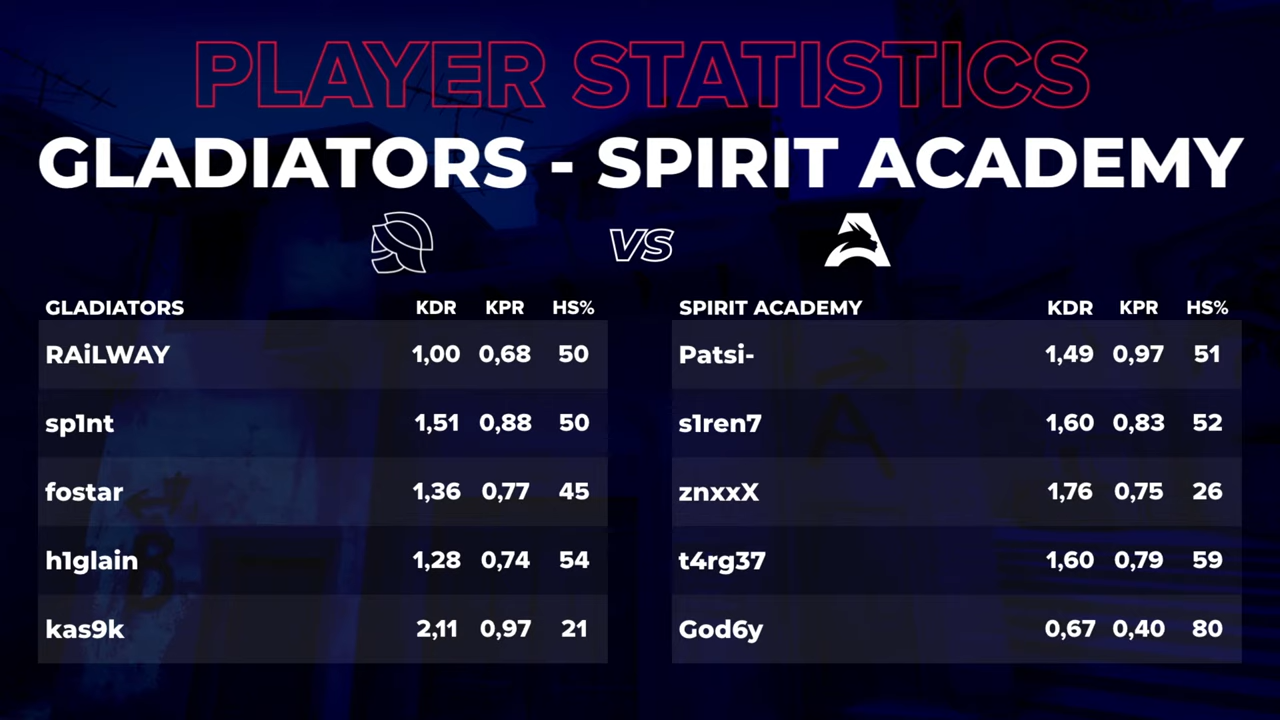 PLAYER STATISTICS
GLADIATORS - SPIRIT ACADEMY
VS
GLADIATORS KDR KPR HS%
RAiLWAY 1,00 0,68 50
sp1nt 1,51 0,88 50
fostar 1,36 0,77 45
h1glain 1,28 0,74 54
kas9k 2,11 0,97 21
SPIRIT ACADEMY KDR KPR HS%
Patsi- 1,49 0,97 51
s1ren7 1,60 0,83 52
znxxX 1,76 0,75 26
t4rg37 1,60 0,79 59
God6y 0,67 0,40 80
B
A